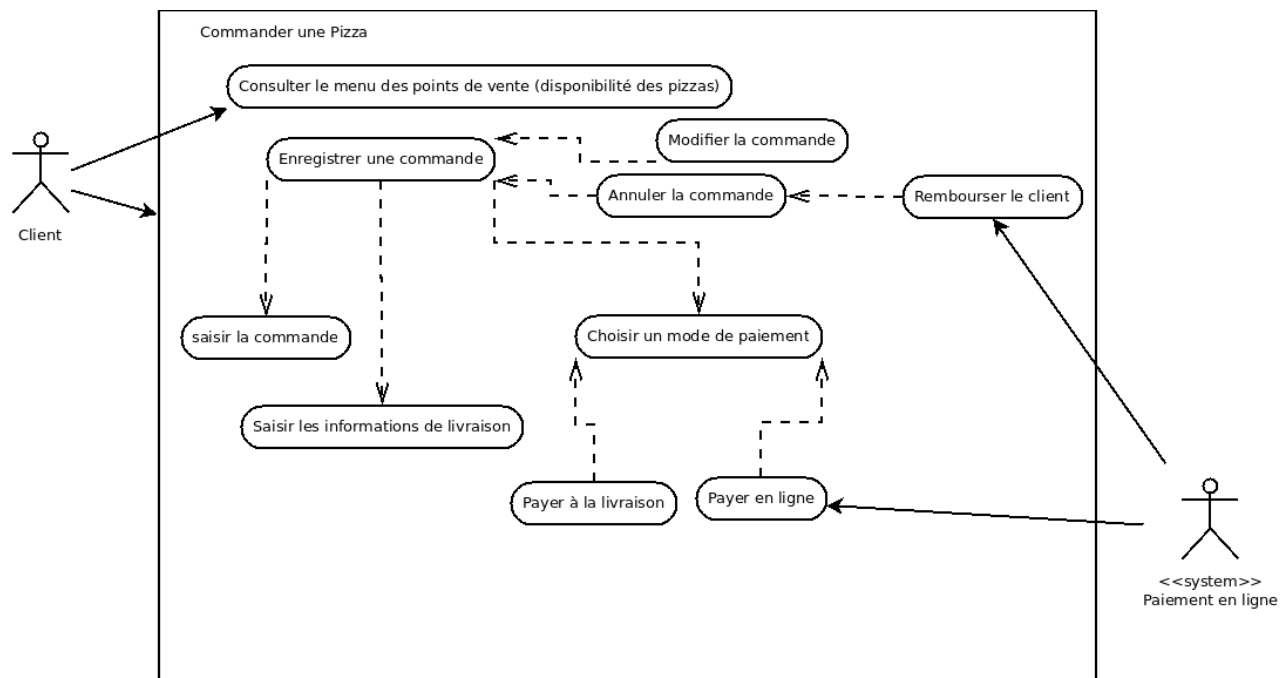 Commander une Pizza
Consulter le menu des points de vente (disponibilité des pizzas)
Modifier la commande
Enregistrer une commande
Annuler la commande
Rembourser le client
Client
saisir la commande
Choisir un mode de paiement
Saisir les informations de livraison
Payer à la livraison
Payer en ligne
<<system>>
Paiement en ligne